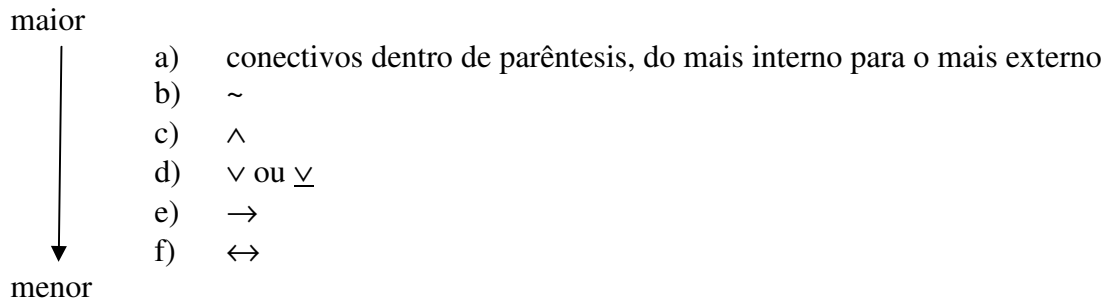 maior
a) conectivos dentro de parêntesis, do mais interno para o mais externo
b) ~
c) ∧
d) ∨ ou ⊻
e) →
f) ↔
menor